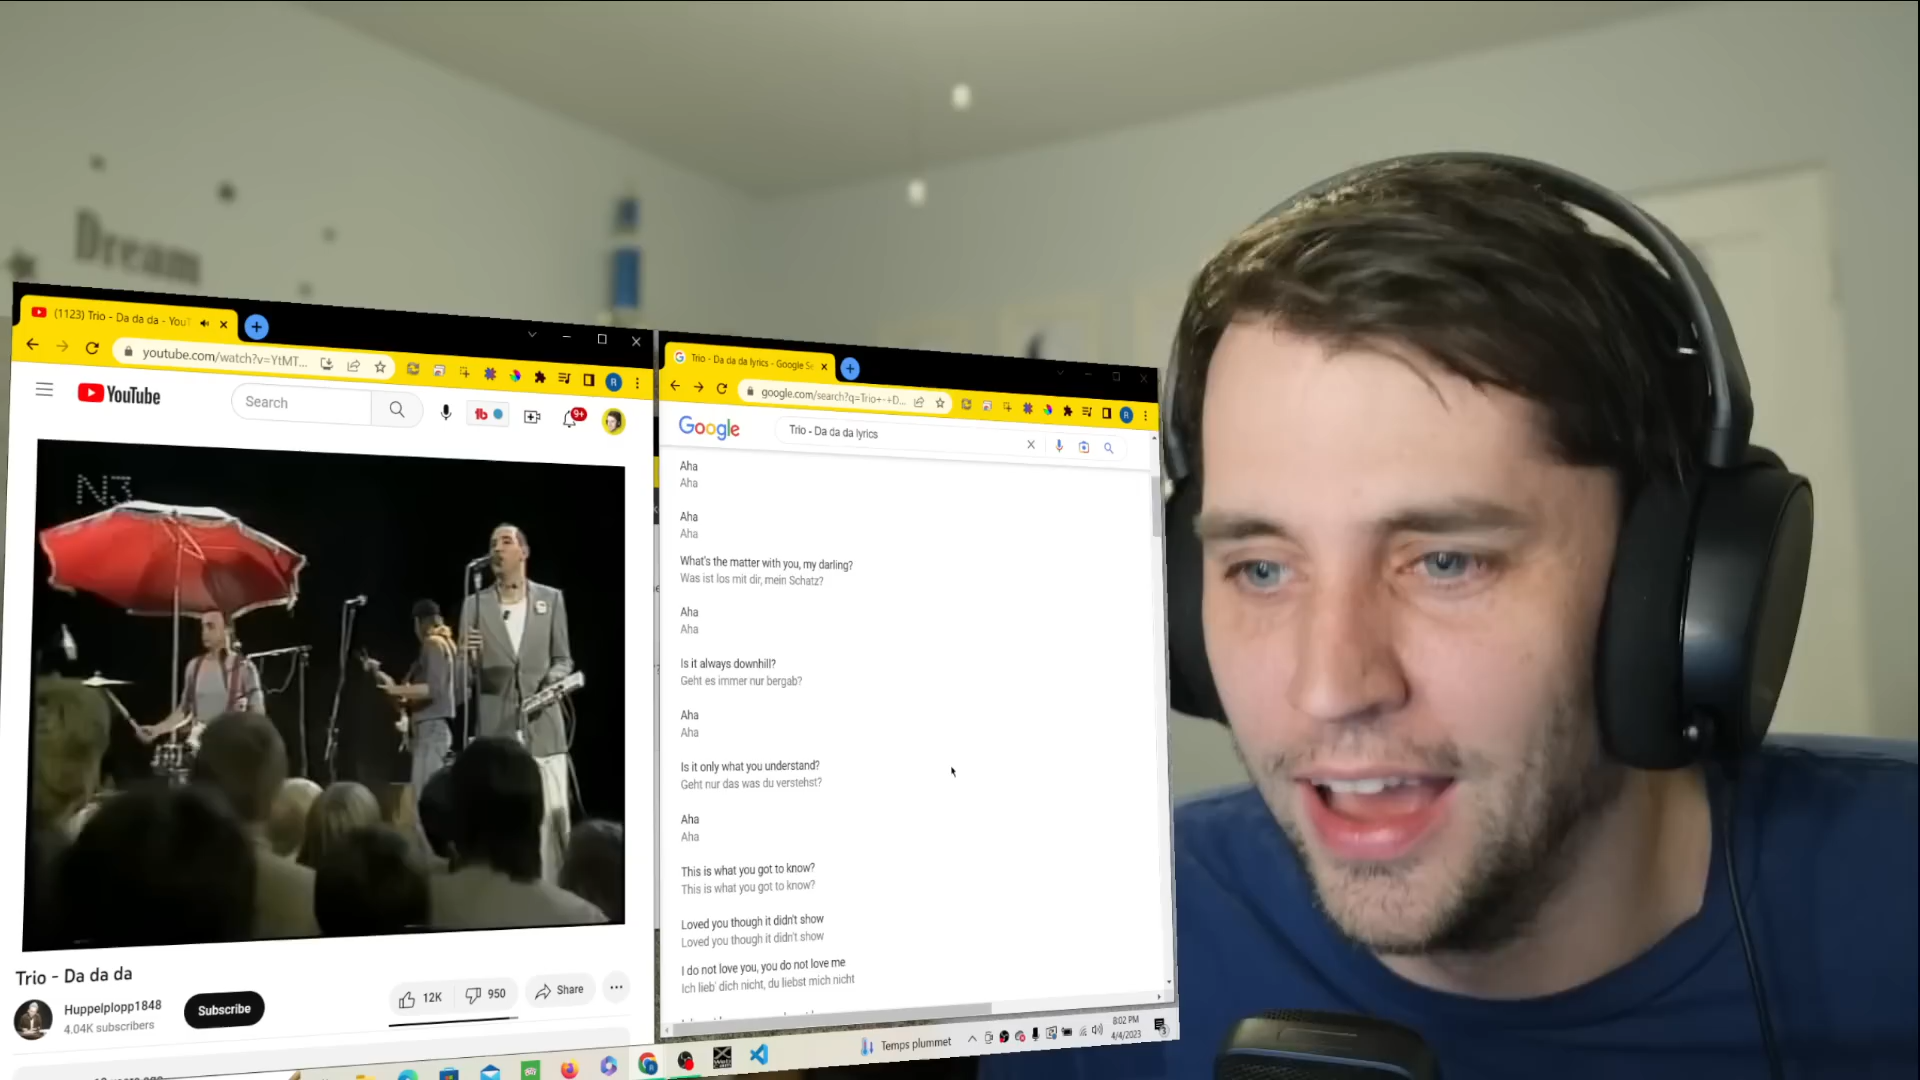 Dream
(1123) Trio - Da da da - YouT
youtube.com/watch?v=YtMT...
YouTube
Search
9+
N3
Trio - Da da da
Huppelplopp1848
4.04K subscribers
Subscribe
12K
950
Share
Trio - Da da da lyrics - Google Se
google.com/search?q=Trio+-+D...
Google
Trio - Da da da lyrics
Aha
Aha
Aha
Aha
What's the matter with you, my darling?
Was ist los mit dir, mein Schatz?
Aha
Aha
Is it always downhill?
Geht es immer nur bergab?
Aha
Aha
Is it only what you understand?
Geht nur das was du verstehst?
Aha
Aha
This is what you got to know?
This is what you got to know?
Loved you though it didn't show
Loved you though it didn't show
I do not love you, you do not love me
Ich lieb' dich nicht, du liebst mich nicht
Temps plummet
8:02 PM
4/4/2023